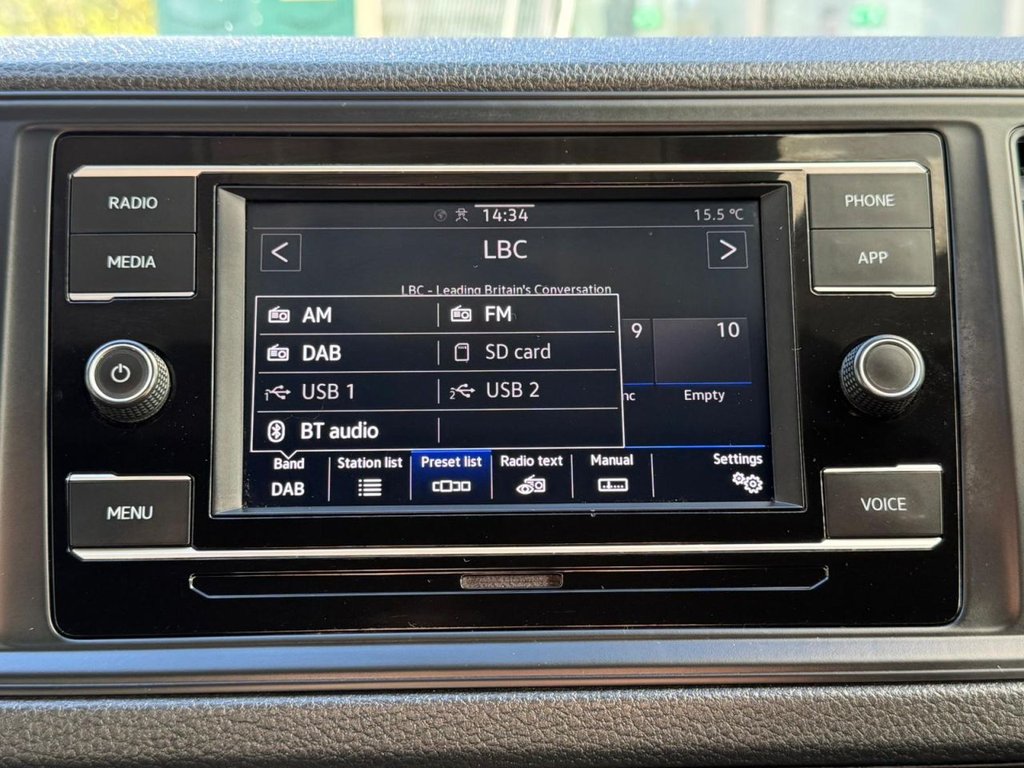 RADIO
MEDIA
MENU
PHONE
APP
VOICE
14:34
15.5 °C
< LBC >
LBC - Leading Britain's Conversation
AM FM
DAB SD card
1 USB 1 2 USB 2
BT audio
9 10
Empty
Band Station list Preset list Radio text Manual Settings
DAB